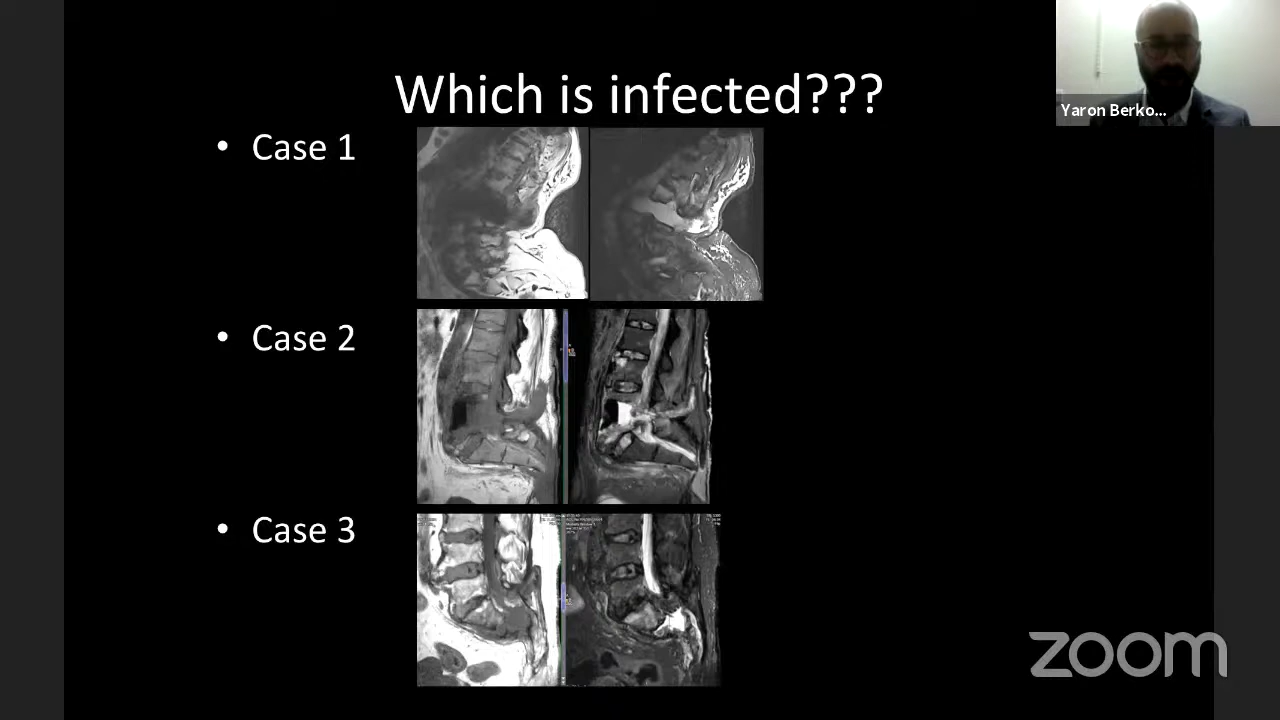 Which is infected???
Yaron Berko...
• Case 1
• Case 2
• Case 3
zoom